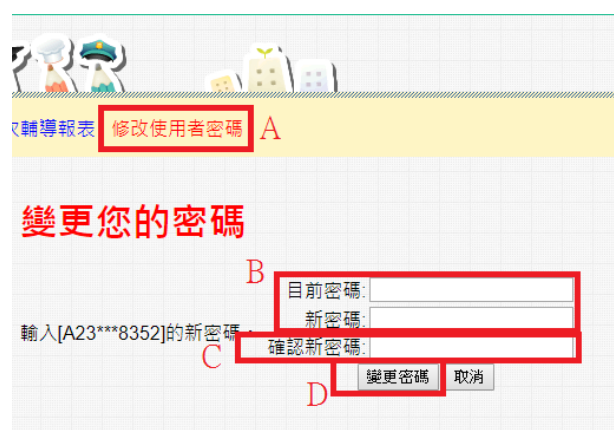 輔導報表 修改使用者密碼 A
變更您的密碼
B
目前密碼:
新密碼:
輸入[A23***8352]的新密碼，
C 確認新密碼:
變更密碼 取消
D